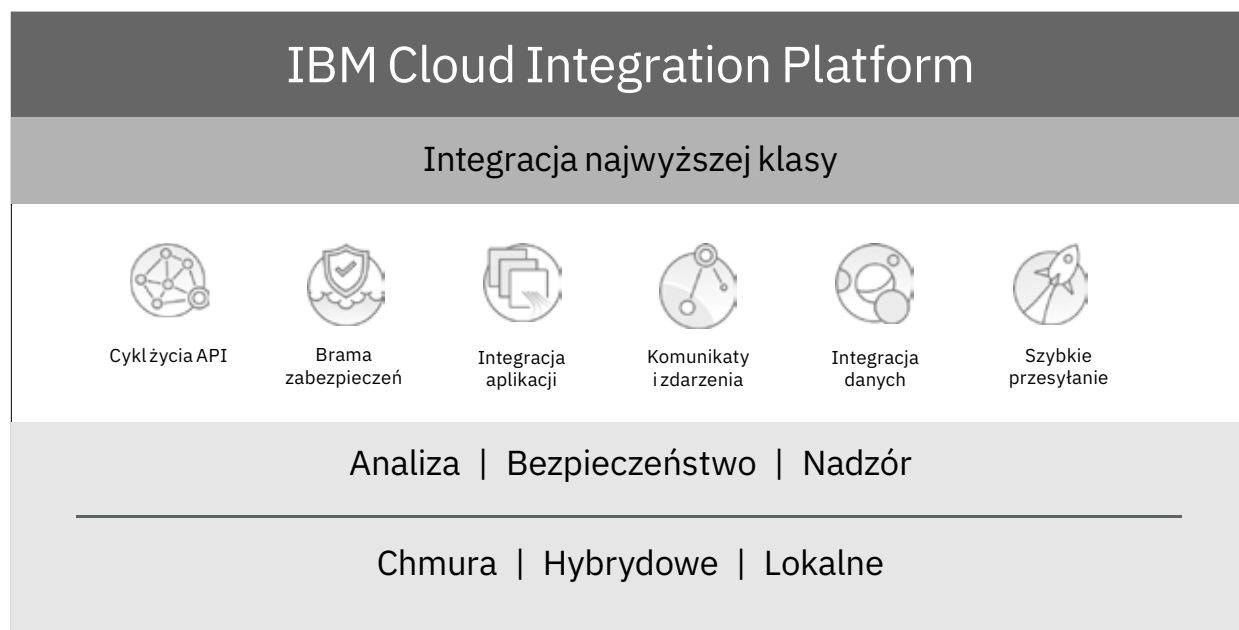 IBM Cloud Integration Platform
Integracja najwyższej klasy
Cykl życia API
Brama
zabezpieczeń
Integracja
aplikacji
Komunikaty
i zdarzenia
Integracja
danych
Szybkie
przesyłanie
Analiza | Bezpieczeństwo | Nadzór
Chmura | Hybrydowe | Lokalne